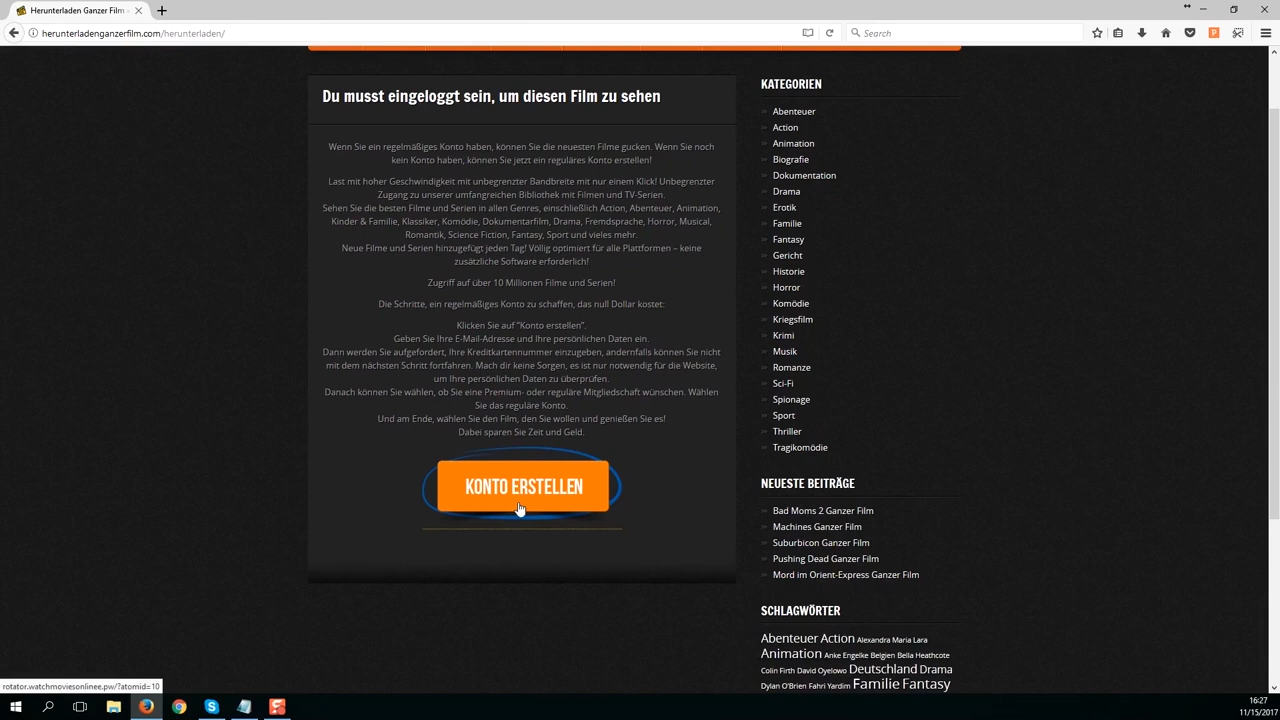 Herunterladen Ganzer Film
herunterladenganzerfilm.com/herunterladen/
Search
Du musst eingeloggt sein, um diesen Film zu sehen
Wenn Sie ein regelmäßiges Konto haben, können Sie die neuesten Filme gucken. Wenn Sie noch
kein Konto haben, können Sie jetzt ein reguläres Konto erstellen!
Last mit hoher Geschwindigkeit mit unbegrenzter Bandbreite mit nur einem Klick! Unbegrenzter
Zugang zu unserer umfangreichen Bibliothek mit Filmen und TV-Serien.
Sehen Sie die besten Filme und Serien in allen Genres, einschließlich Action, Abenteuer, Animation,
Kinder & Familie, Klassiker, Komödie, Dokumentarfilm, Drama, Fremdsprache, Horror, Musical,
Romantik, Science Fiction, Fantasy, Sport und vieles mehr.
Neue Filme und Serien hinzugefügt jeden Tag! Völlig optimiert für alle Plattformen – keine
zusätzliche Software erforderlich!
Zugriff auf über 10 Millionen Filme und Serien!
Die Schritte, ein regelmäßiges Konto zu schaffen, das null Dollar kostet:
Klicken Sie auf "Konto erstellen".
Geben Sie Ihre E-Mail-Adresse und Ihre persönlichen Daten ein.
Dann werden Sie aufgefordert, Ihre Kreditkartennummer einzugeben, andernfalls können Sie nicht
mit dem nächsten Schritt fortfahren. Mach dir keine Sorgen, es ist nur notwendig für die Website,
um Ihre persönlichen Daten zu überprüfen.
Danach können Sie wählen, ob Sie eine Premium- oder reguläre Mitgliedschaft wünschen. Wählen
Sie das reguläre Konto.
Und am Ende, wählen Sie den Film, den Sie wollen und genießen Sie es!
Dabei sparen Sie Zeit und Geld.
KONTO ERSTELLEN
KATEGORIEN
Abenteuer
Action
Animation
Biografie
Dokumentation
Drama
Erotik
Familie
Fantasy
Gericht
Historie
Horror
Komödie
Kriegsfilm
Krimi
Musik
Romanze
Sci-Fi
Spionage
Sport
Thriller
Tragikomödie
NEUESTE BEITRÄGE
Bad Moms 2 Ganzer Film
Machines Ganzer Film
Suburbicon Ganzer Film
Pushing Dead Ganzer Film
Mord im Orient-Express Ganzer Film
SCHLAGWÖRTER
Abenteuer Action Alexandra Maria Lara
Animation Anke Engelke Belgien Bella Heathcote
Colin Firth David Oyelowo Deutschland Drama
Dylan O'Brien Fahri Yardim Familie Fantasy
rotator.watchmoviesonlinee.pw/?atomid=10
16:27
11/15/2017